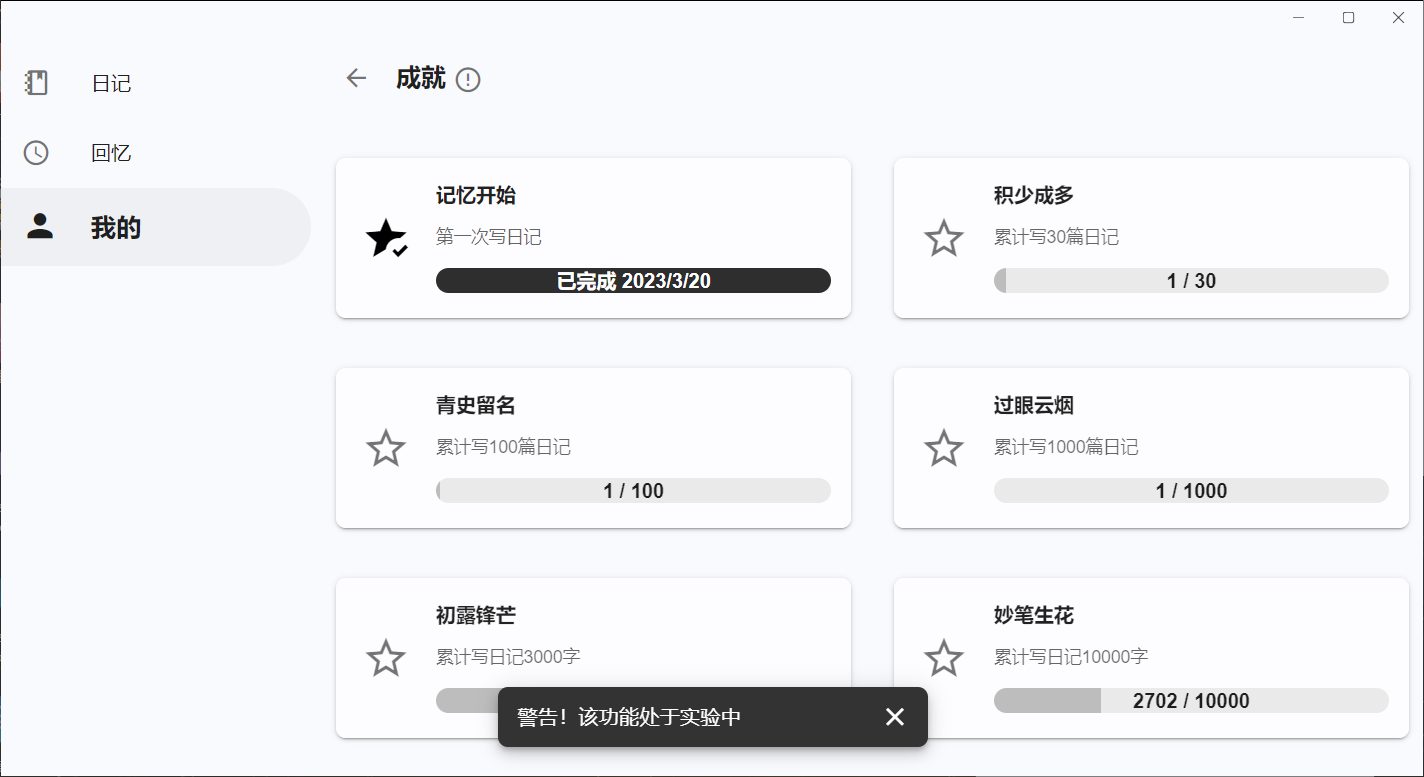 日记
回忆
我的
成就
记忆开始
第一次写日记
已完成 2023/3/20
积少成多
累计写30篇日记
1 / 30
青史留名
累计写100篇日记
1 / 100
过眼云烟
累计写1000篇日记
1 / 1000
初露锋芒
累计写日记3000字
妙笔生花
累计写日记10000字
2702 / 10000
警告！该功能处于实验中